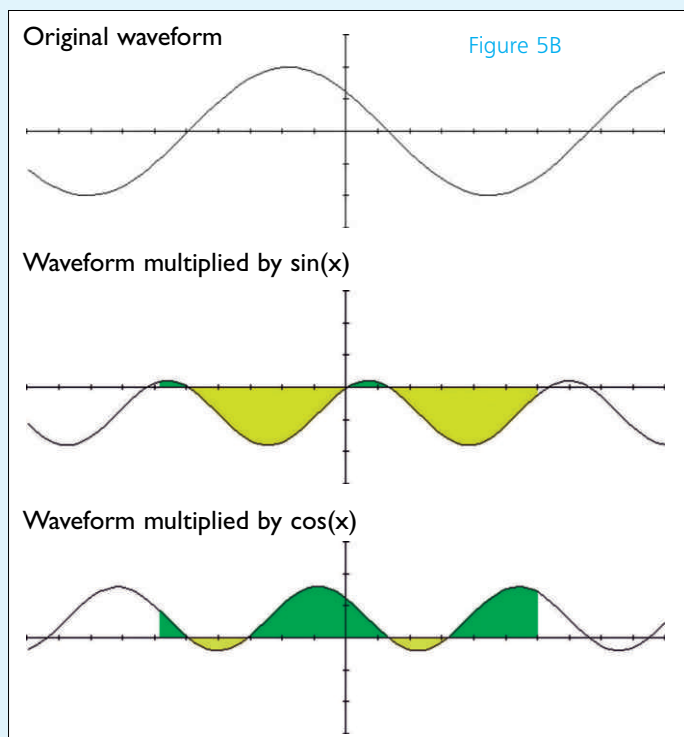 Original waveform
Figure 5B
Waveform multiplied by sin(x)
Waveform multiplied by cos(x)